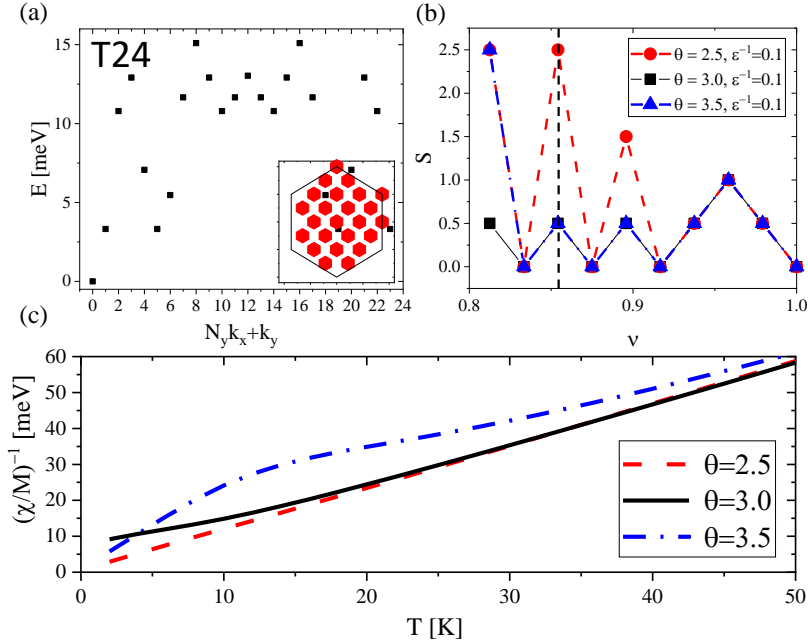 (a)
T24
E [meV]
15
10
5
0
0 2 4 6 8 10 12 14 16 18 20 22 24
N_yk_x+k_y
(b)
S
2.5
2.0
1.5
1.0
0.5
0.0
0.8 0.9 1.0
ν
θ = 2.5, ε⁻¹=0.1
θ = 3.0, ε⁻¹=0.1
θ = 3.5, ε⁻¹=0.1
(c)
(χ/M)⁻¹ [meV]
60
50
40
30
20
10
0
0 10 20 30 40 50
T [K]
θ=2.5
θ=3.0
θ=3.5